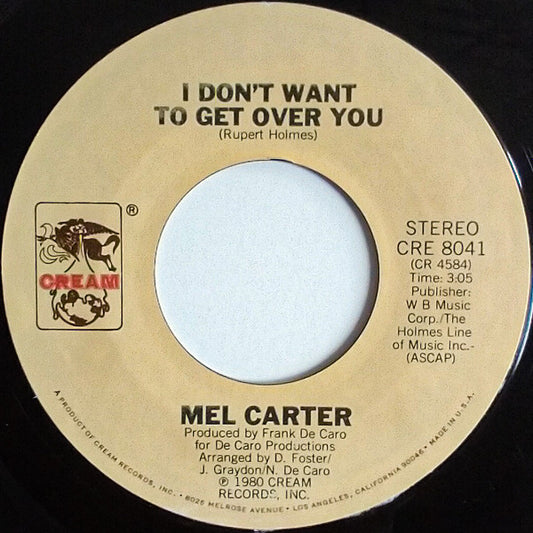 I DON'T WANT
TO GET OVER YOU
(Rupert Holmes)
®
CREAM
STEREO
CRE 8041
(CR 4584)
Time: 3:05
Publisher:
W B Music
Corp./The
Holmes Line
of Music Inc.-
(ASCAP)
MEL CARTER
Produced by Frank De Caro
for De Caro Productions
Arranged by D. Foster/
J. Graydon/N. De Caro
℗ 1980 CREAM
RECORDS, INC.
A PRODUCT OF CREAM RECORDS, INC. • 8025 MELROSE AVENUE • LOS ANGELES, CALIFORNIA 90046 • MADE IN U.S.A.